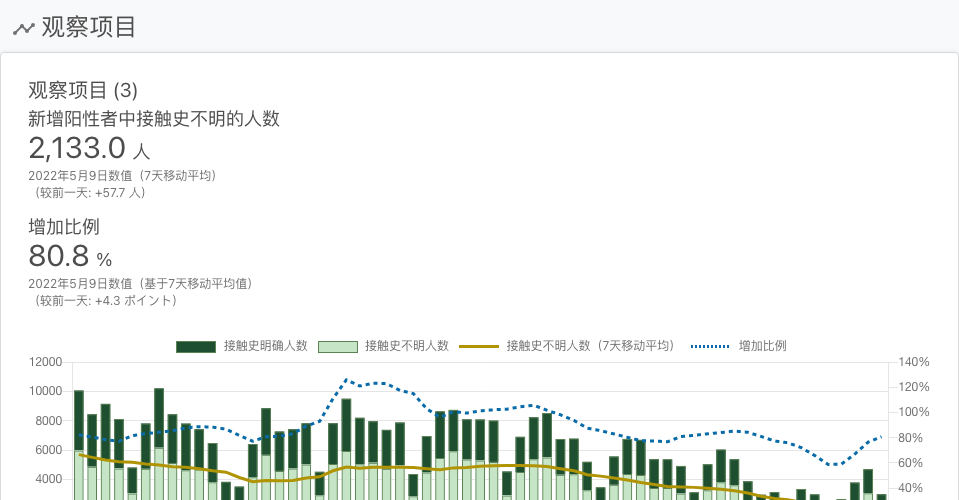 观察项目
观察项目 (3)
新增阳性者中接触史不明的人数
2,133.0 人
2022年5月9日数值（7天移动平均）
（较前一天: +57.7 人）
增加比例
80.8 %
2022年5月9日数值（基于7天移动平均值）
（较前一天: +4.3 ポイント）
接触史明确人数 接触史不明人数 接触史不明人数（7天移动平均） 增加比例
12000 140%
10000 120%
8000 100%
6000 80%
4000 60%
40%